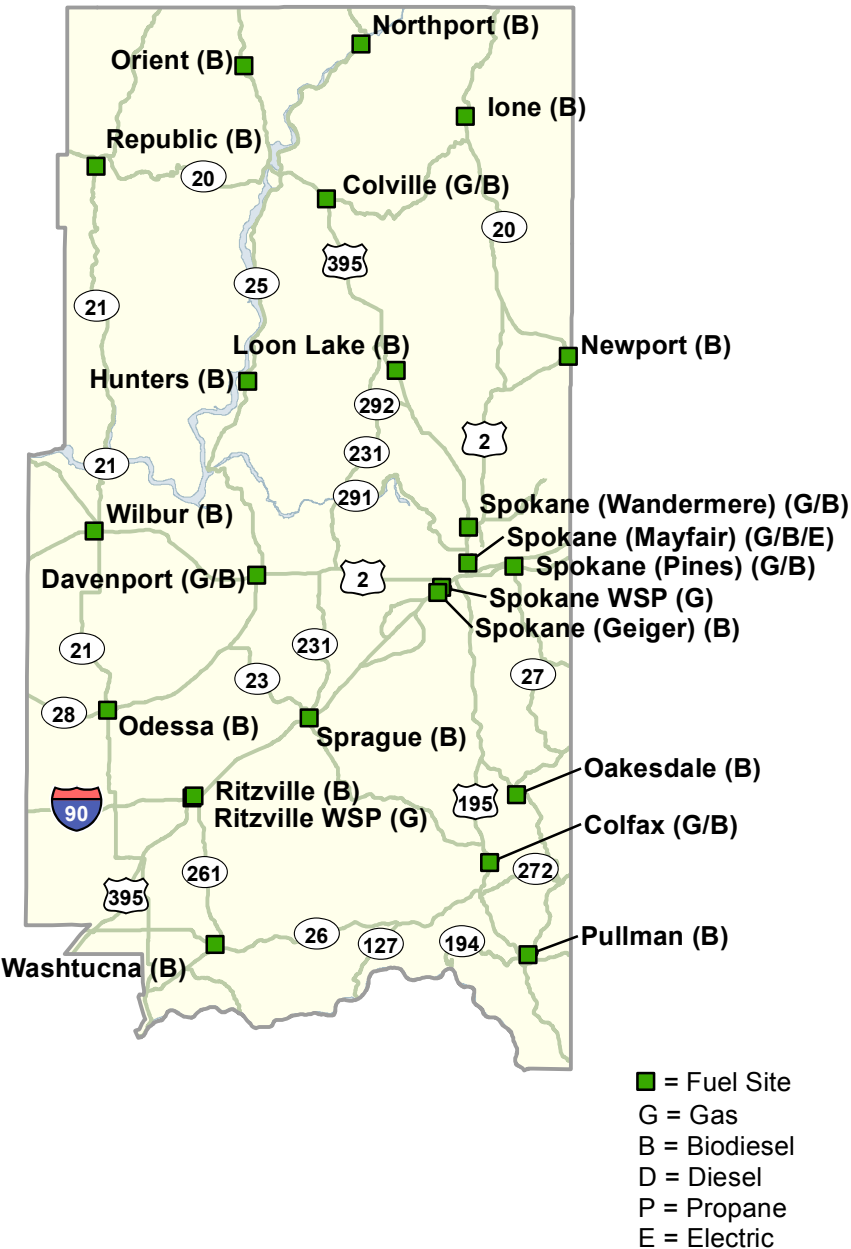 Northport (B)
Orient (B)
Ione (B)
Republic (B)
20
Colville (G/B)
20
395
25
21
Loon Lake (B)
Newport (B)
Hunters (B)
292
2
231
21
291
Spokane (Wandermere) (G/B)
Wilbur (B)
Spokane (Mayfair) (G/B/E)
Spokane (Pines) (G/B)
Davenport (G/B)
2
Spokane WSP (G)
Spokane (Geiger) (B)
231
21
27
23
28
Odessa (B)
Sprague (B)
Oakesdale (B)
Ritzville (B)
195
90
Ritzville WSP (G)
Colfax (G/B)
272
261
395
26
127
194
Pullman (B)
Washtucna (B)
= Fuel Site
G = Gas
B = Biodiesel
D = Diesel
P = Propane
E = Electric